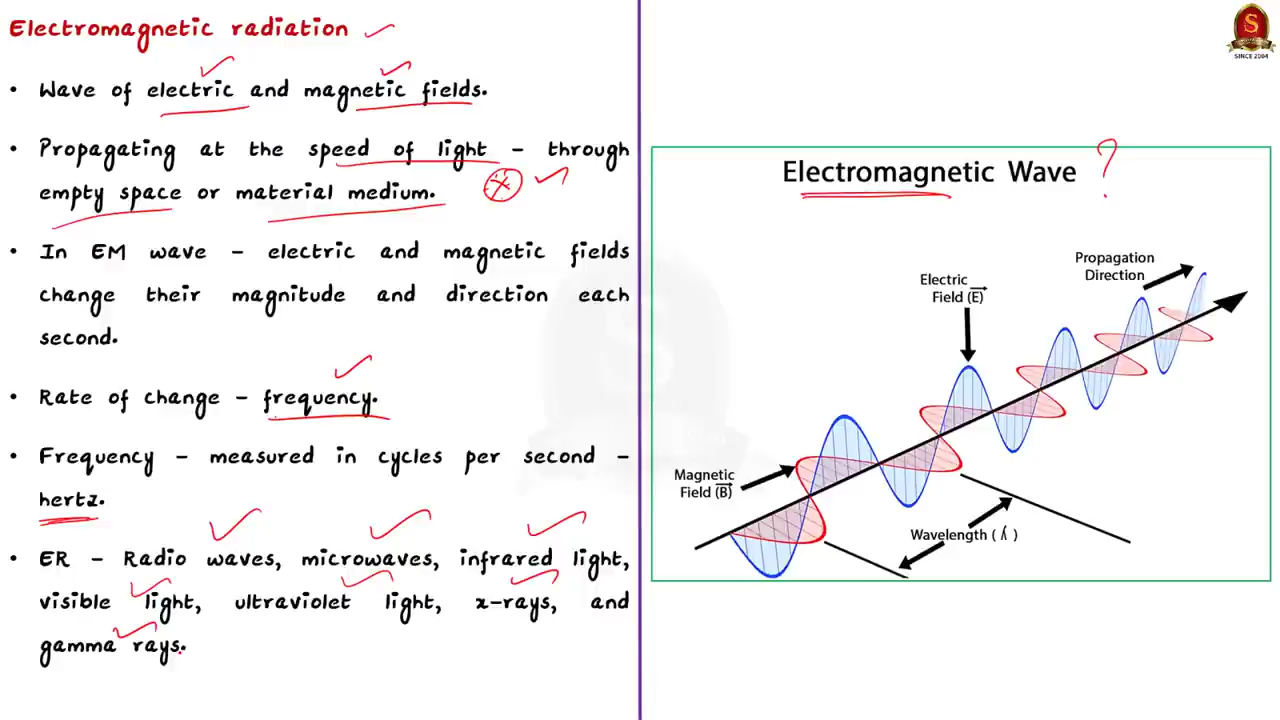 Electromagnetic radiation
• Wave of electric and magnetic fields.
• Propagating at the speed of light – through
empty space or material medium.
• In EM wave – electric and magnetic fields
change their magnitude and direction each
second.
• Rate of change – frequency.
• Frequency – measured in cycles per second –
hertz.
• ER – Radio waves, microwaves, infrared light,
visible light, ultraviolet light, x-rays, and
gamma rays.
S
SINCE 2004
Electromagnetic Wave ?
Propagation
Direction
Electric
Field (E)
Magnetic
Field (B)
Wavelength ( λ )